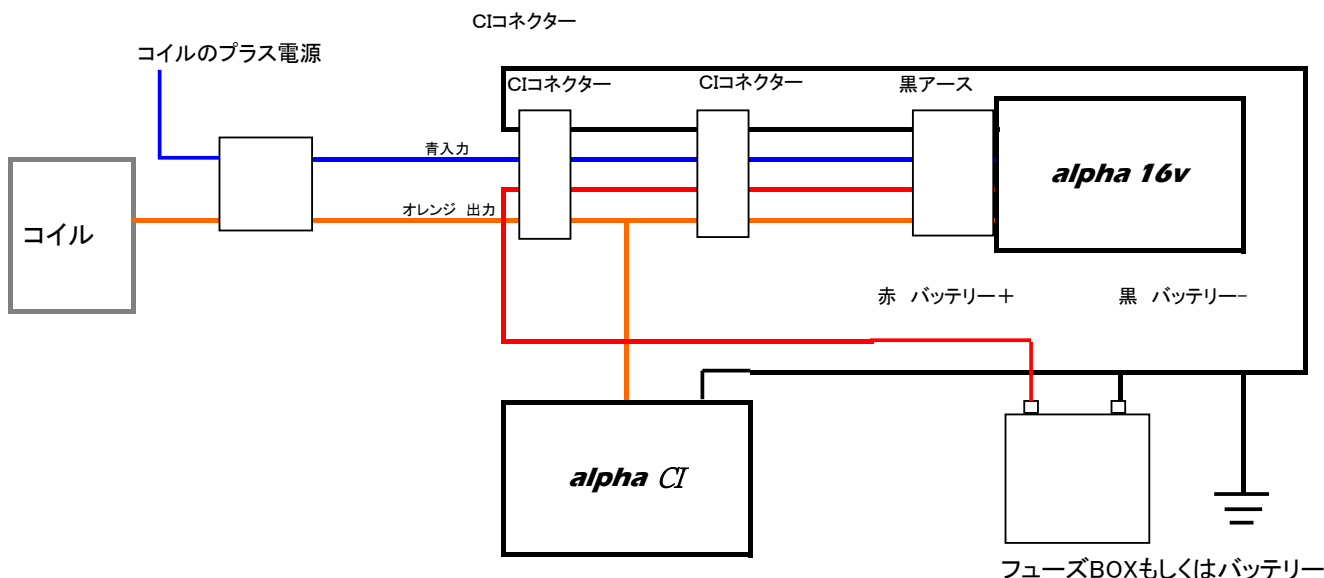 CIコネクター
コイルのプラス電源
CIコネクター
CIコネクター
黒アース
青入力
alpha 16v
オレンジ 出力
コイル
赤 バッテリー+
黒 バッテリー-
alpha CI
フューズBOXもしくはバッテリー